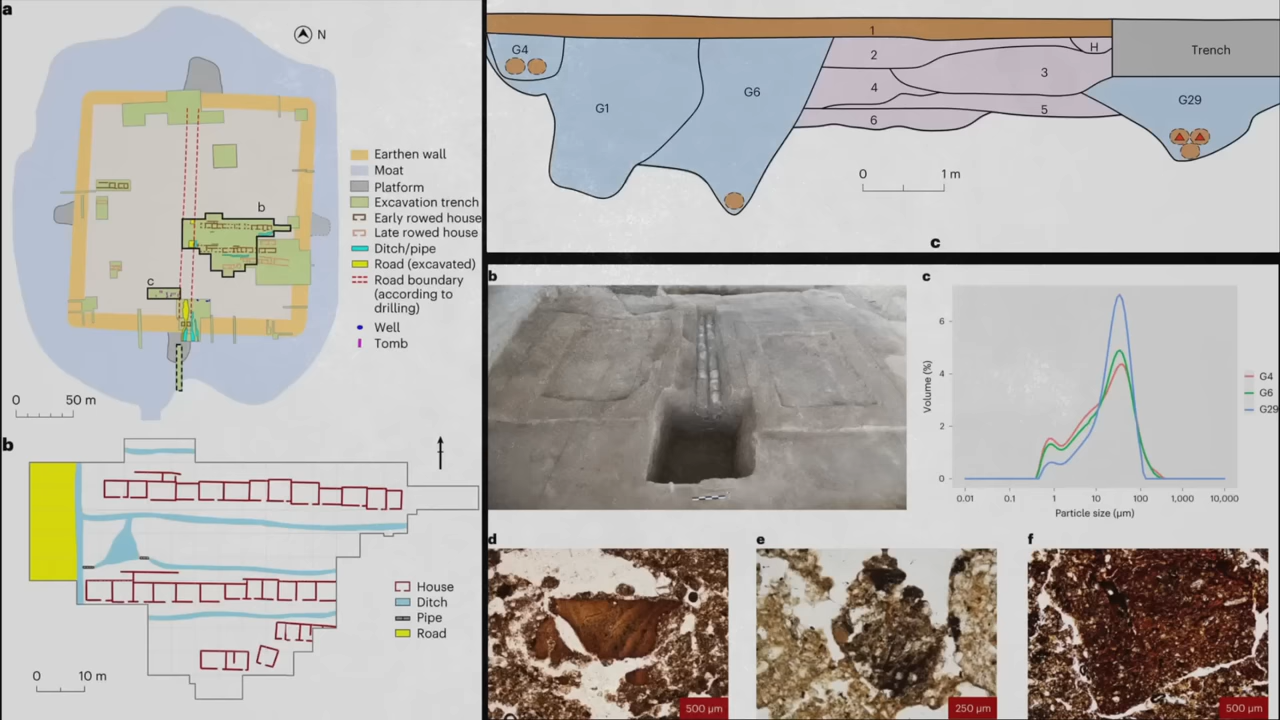 a
N
b
c
Earthen wall
Moat
Platform
Excavation trench
Early rowed house
Late rowed house
Ditch/pipe
Road (excavated)
Road boundary
(according to
drilling)
Well
Tomb
0 50 m
b
House
Ditch
Pipe
Road
0 10 m
1
G4
2
H
Trench
3
G6
4
G1
G29
5
6
0 1 m
c
b
c
6
4
2
0
Volume (%)
0.01 0.1 1 10 100 1,000 10,000
Particle size (µm)
G4
G6
G29
d
e
f
500 µm
250 µm
500 µm